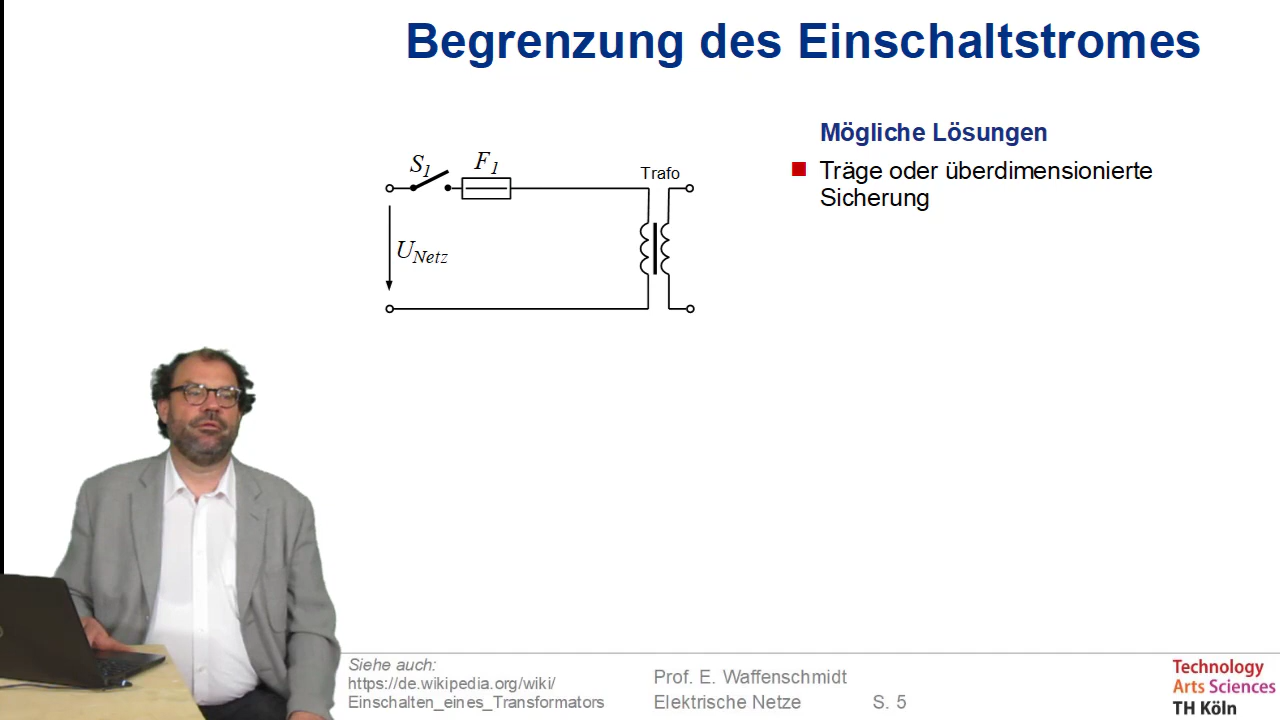 Begrenzung des Einschaltstromes
Mögliche Lösungen
Träge oder überdimensionierte
Sicherung
S1
F1
Trafo
UNetz
Siehe auch:
https://de.wikipedia.org/wiki/
Einschalten_eines_Transformators
Prof. E. Waffenschmidt
Elektrische Netze S. 5
Technology
Arts Sciences
TH Köln